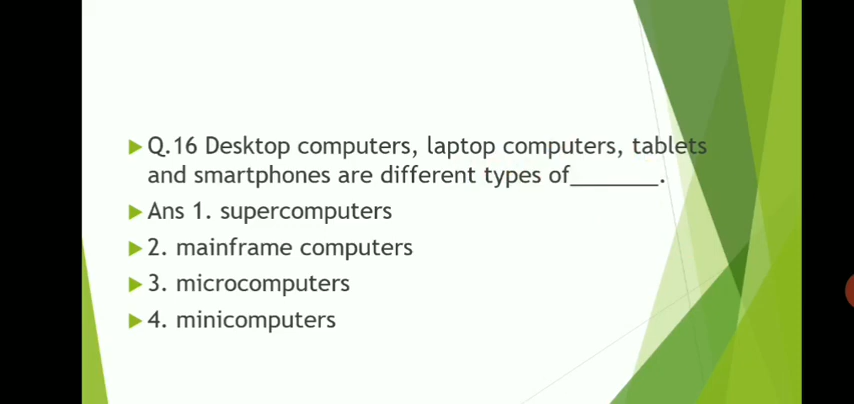 Q.16 Desktop computers, laptop computers, tablets
and smartphones are different types of_______.
Ans 1. supercomputers
2. mainframe computers
3. microcomputers
4. minicomputers